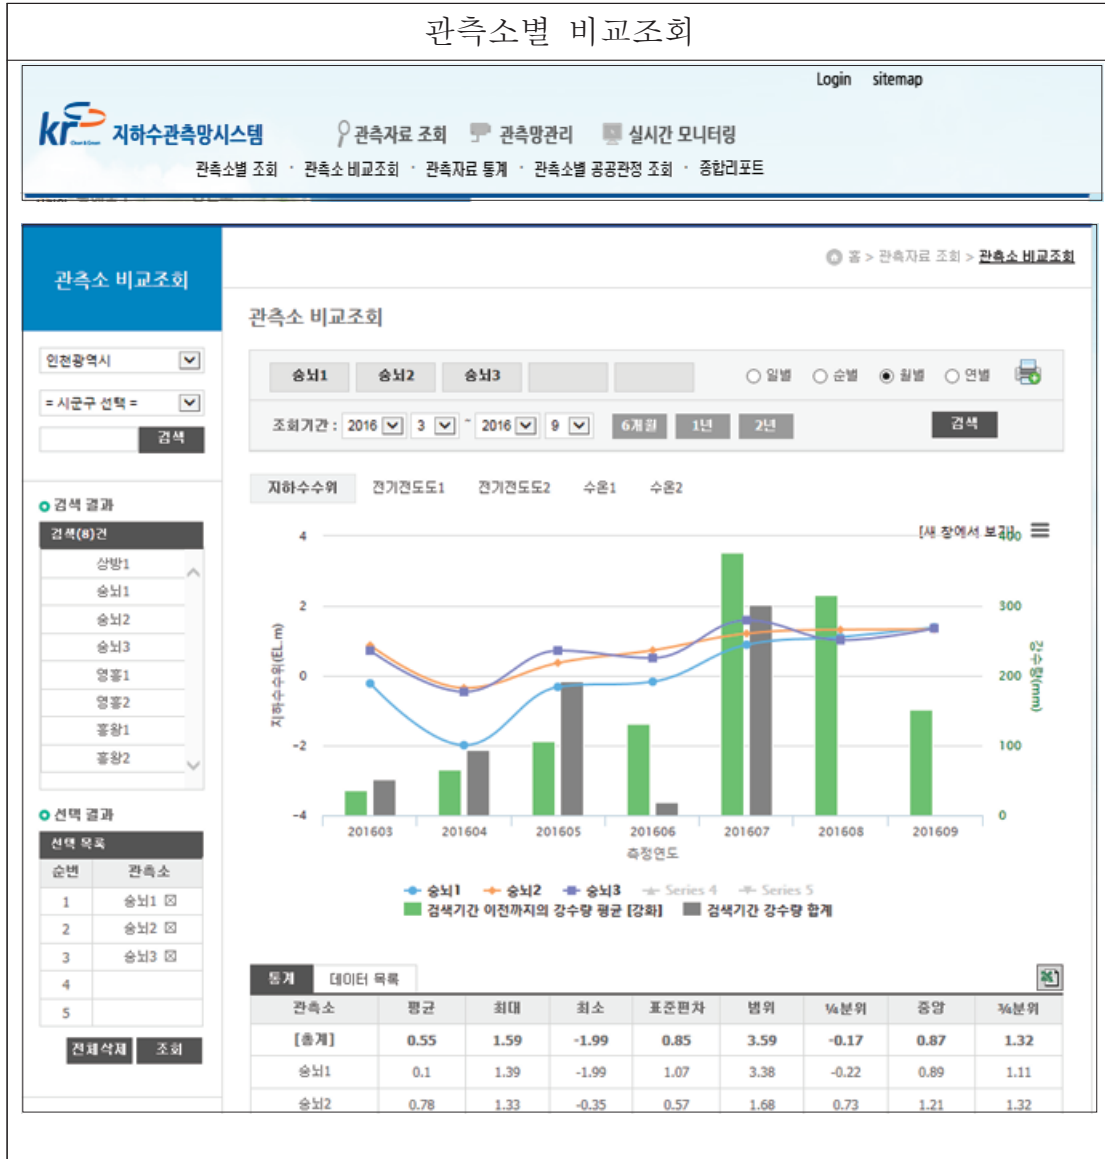 관측소별 비교조회
Login sitemap
kr 지하수관측망시스템 관측자료 조회 관측망관리 실시간 모니터링
관측소별 조회 · 관측소 비교조회 · 관측자료 통계 · 관측소별 공공관정 조회 · 종합리포트
관측소 비교조회
홈 > 관측자료 조회 > 관측소 비교조회
관측소 비교조회
인천광역시
= 시군구 선택 =
검색
숭뇌1 숭뇌2 숭뇌3
일별 순별 월별 연별
조회기간 : 2016 3 ~ 2016 9 6개월 1년 2년 검색
검색 결과
검색(8)건
상방1
숭뇌1
숭뇌2
숭뇌3
영흥1
영흥2
흥왕1
흥왕2
선택 결과
선택 목록
순번 관측소
1 숭뇌1
2 숭뇌2
3 숭뇌3
4
5
전체삭제 조회
지하수수위 전기전도도1 전기전도도2 수온1 수온2
[새 창에서 보기]
지하수수위(EL.m)
4
2
0
-2
-4
강수량(mm)
400
300
200
100
0
201603 201604 201605 201606 201607 201608 201609
측정연도
숭뇌1 숭뇌2 숭뇌3 Series 4 Series 5
검색기간 이전까지의 강수량 평균 [강화] 검색기간 강수량 합계
통계 데이터 목록
관측소 평균 최대 최소 표준편차 범위 ¼분위 중앙 ¾분위
[총계] 0.55 1.59 -1.99 0.85 3.59 -0.17 0.87 1.32
숭뇌1 0.1 1.39 -1.99 1.07 3.38 -0.22 0.89 1.11
숭뇌2 0.78 1.33 -0.35 0.57 1.68 0.73 1.21 1.32